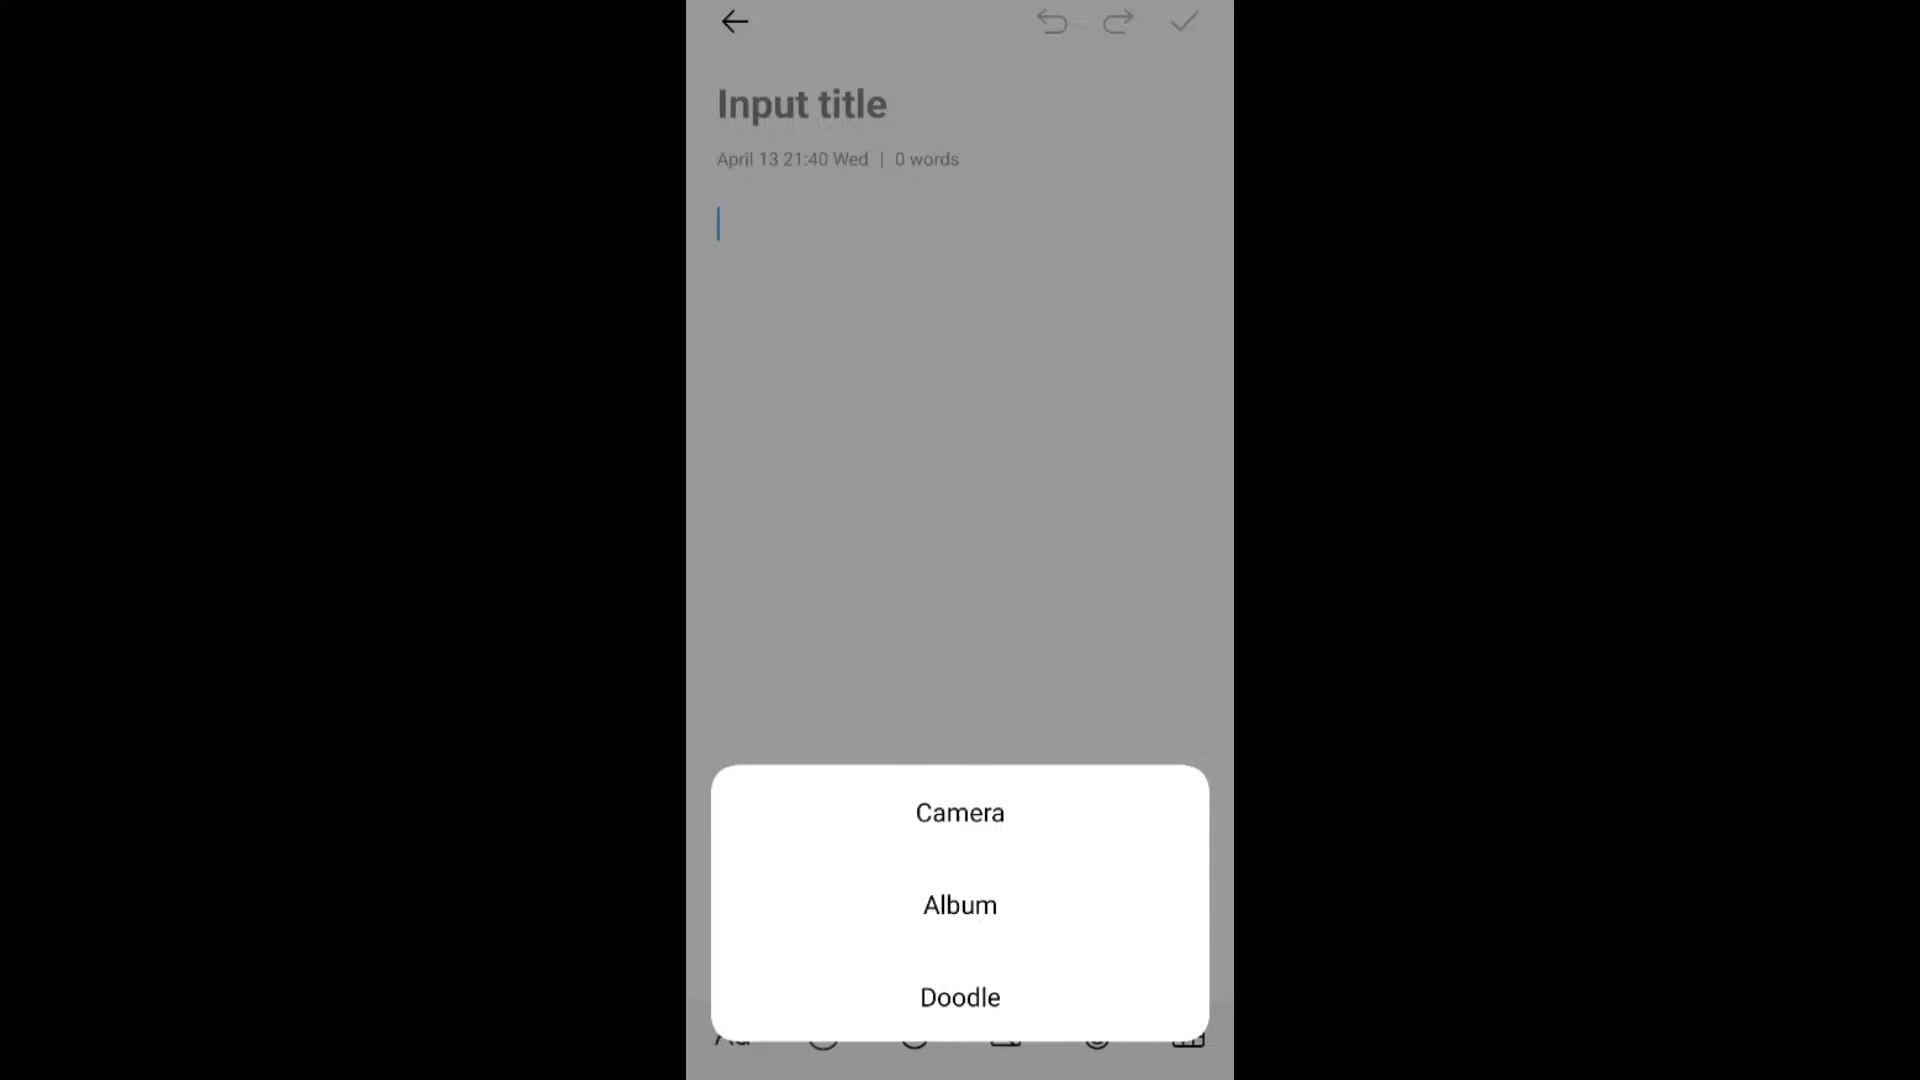 Input title
April 13 21:40 Wed | 0 words
Camera
Album
Doodle